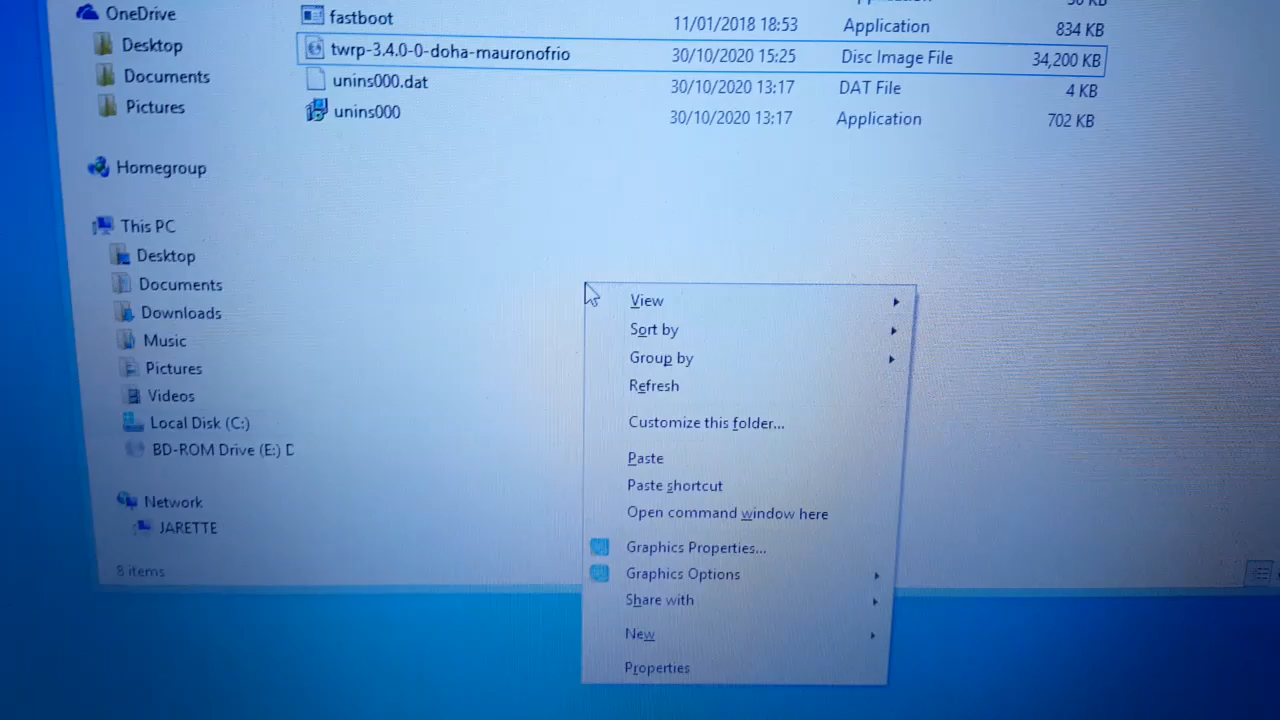 OneDrive
Desktop
Documents
Pictures
Homegroup
This PC
Desktop
Documents
Downloads
Music
Pictures
Videos
Local Disk (C:)
BD-ROM Drive (E:) D
Network
JARETTE
8 items
fastboot 11/01/2018 18:53 Application 834 KB
twrp-3.4.0-0-doha-mauronofrio 30/10/2020 15:25 Disc Image File 34,200 KB
unins000.dat 30/10/2020 13:17 DAT File 4 KB
unins000 30/10/2020 13:17 Application 702 KB
View
Sort by
Group by
Refresh
Customize this folder...
Paste
Paste shortcut
Open command window here
Graphics Properties...
Graphics Options
Share with
New
Properties